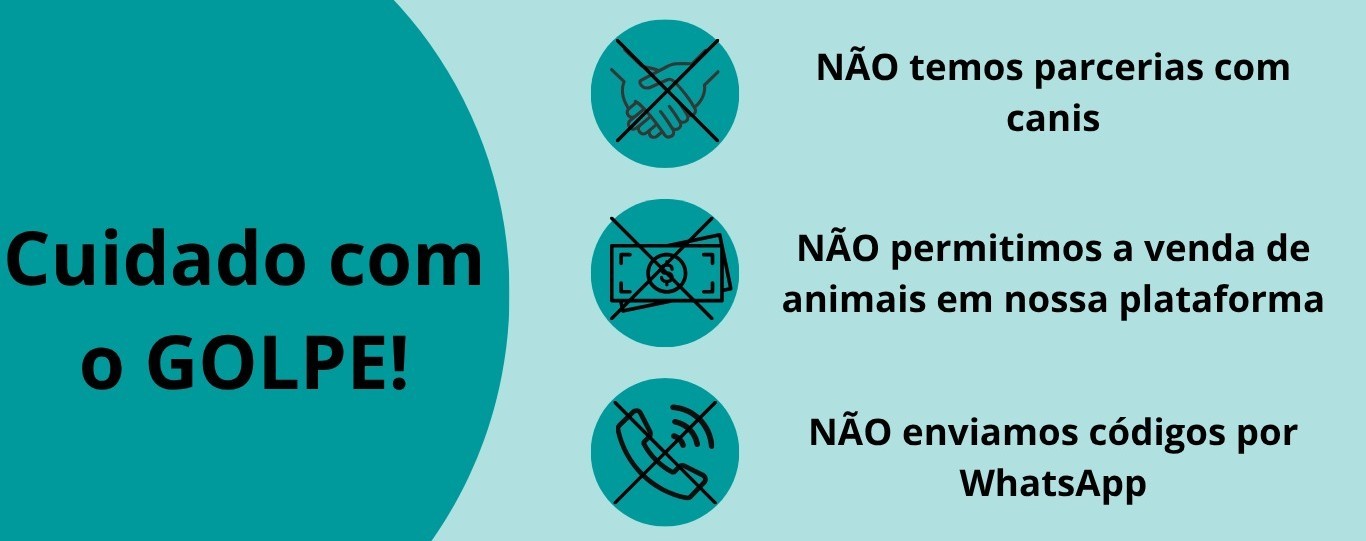 Cuidado com
o GOLPE!
NÃO temos parcerias com
canis
$
NÃO permitimos a venda de
animais em nossa plataforma
NÃO enviamos códigos por
WhatsApp